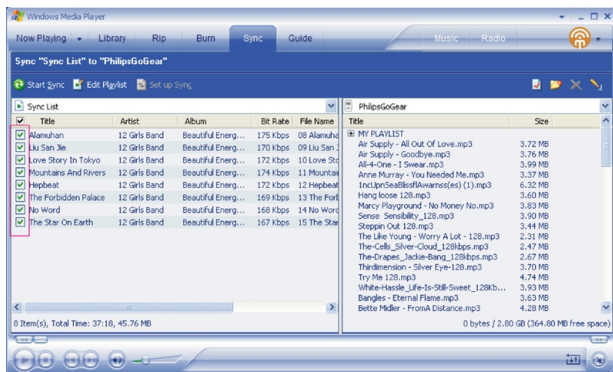 Windows Media Player
Now Playing Library Rip Burn Sync Guide Music Radio
Sync "Sync List" to "PhilipsGoGear"
Start Sync Edit Playlist Set up Sync
Sync List
PhilipsGoGear
Title Artist Album Bit Rate File Name
Alamuhan 12 Girls Band Beautiful Energ... 175 Kbps 08 Alamuha
Liu San Jie 12 Girls Band Beautiful Energ... 170 Kbps 09 Liu San J
Love Story In Tokyo 12 Girls Band Beautiful Energ... 172 Kbps 10 Love Sto
Mountains And Rivers 12 Girls Band Beautiful Energ... 174 Kbps 11 Mountai
Hepbeat 12 Girls Band Beautiful Energ... 172 Kbps 12 Hepbeat
The Forbidden Palace 12 Girls Band Beautiful Energ... 169 Kbps 13 The Forb
No Word 12 Girls Band Beautiful Energ... 168 Kbps 14 No Word
The Star On Earth 12 Girls Band Beautiful Energ... 167 Kbps 15 The Star
8 Item(s), Total Time: 37:18, 45.76 MB
Title Size
MY PLAYLIST
Air Supply - All Out Of Love.mp3 3.72 MB
Air Supply - Goodbye.mp3 3.76 MB
All-4-One - I Swear.mp3 3.99 MB
Anne Murray - You Needed Me.mp3 3.37 MB
1ncUpnSeaBlissflAwarnss(es) (1).mp3 6.32 MB
Hang loose 128.mp3 3.60 MB
Marcy Playground - No Money No.mp3 3.83 MB
Sense Sensibility_128.mp3 3.90 MB
Steppin Out 128.mp3 3.44 MB
The Like Young - Worry A Lot - 128.mp3 2.31 MB
The-Cells_Silver-Cloud_128kbps.mp3 2.47 MB
The-Drapes_Jackie-Bang_128kbps.mp3 2.67 MB
Thirdimension - Silver Eye-128.mp3 3.70 MB
Try Me 128.mp3 4.74 MB
White-Hassle_Life-Is-Still-Sweet_128Kb... 3.93 MB
Bangles - Eternal Flame.mp3 3.63 MB
Bette Midler - FromA Distance.mp3 4.28 MB
0 bytes / 2.80 GB (364.80 MB free space)